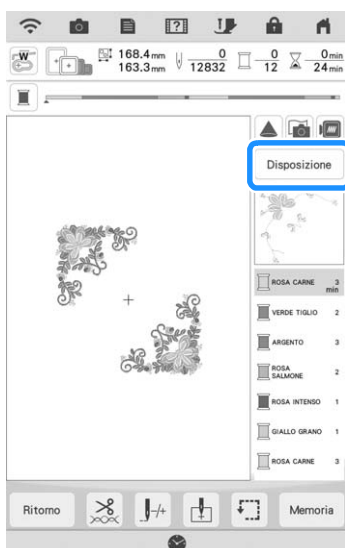 W
168.4 mm
163.3 mm
0
12832
0
12
0 min
24 min
Disposizione
ROSA CARNE 3 min
VERDE TIGLIO 2
ARGENTO 3
ROSA SALMONE 2
ROSA INTENSO 1
GIALLO GRANO 1
ROSA CARNE 3
Ritorno
-/+
Memoria